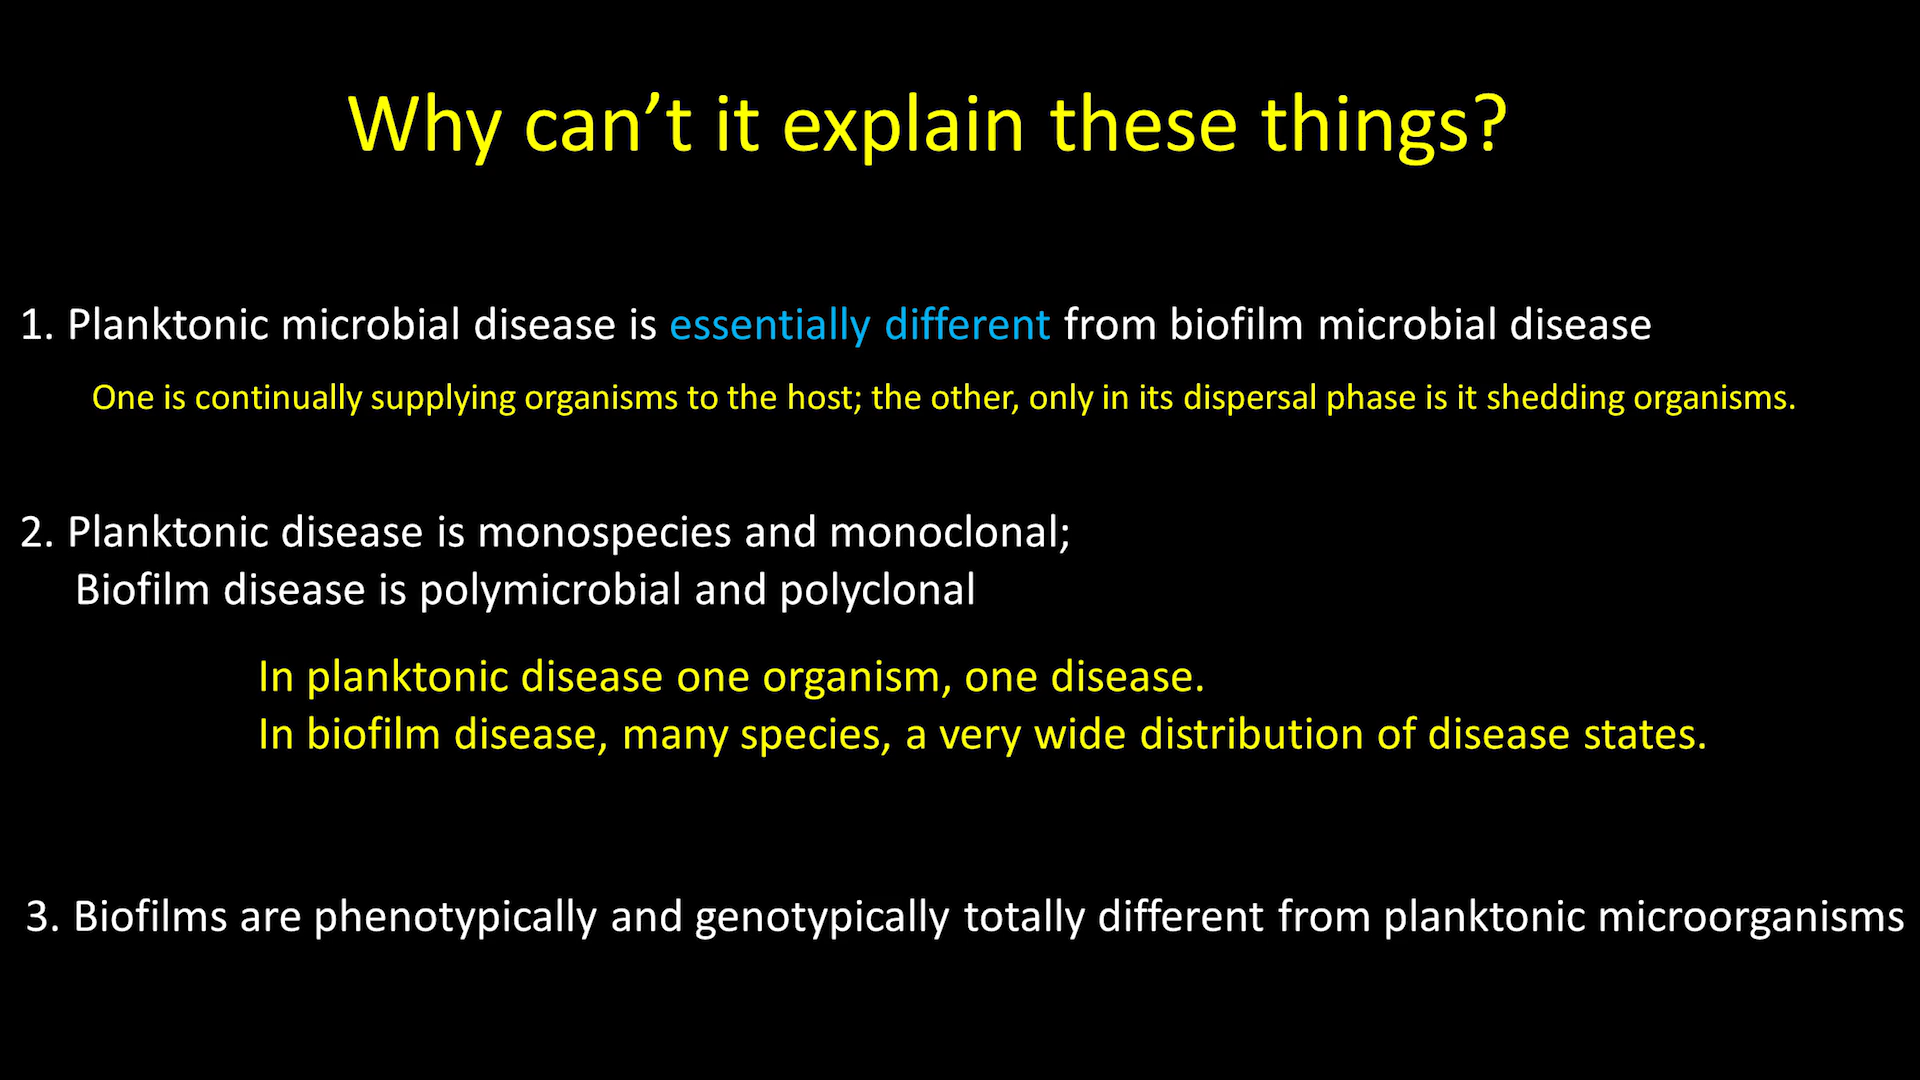 Why can’t it explain these things?
1. Planktonic microbial disease is essentially different from biofilm microbial disease
One is continually supplying organisms to the host; the other, only in its dispersal phase is it shedding organisms.
2. Planktonic disease is monospecies and monoclonal;
Biofilm disease is polymicrobial and polyclonal
In planktonic disease one organism, one disease.
In biofilm disease, many species, a very wide distribution of disease states.
3. Biofilms are phenotypically and genotypically totally different from planktonic microorganisms